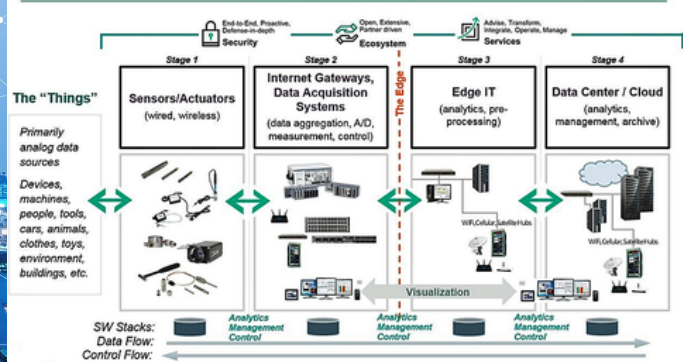 End-to-End, Proactive,
Defense-in-depth
Security
Open, Extensive,
Partner driven
Ecosystem
Advise, Transform,
Integrate, Operate, Manage
Services
The "Things"
Primarily
analog data
sources
Devices,
machines,
people, tools,
cars, animals,
clothes, toys,
environment,
buildings, etc.
Stage 1
Sensors/Actuators
(wired, wireless)
Stage 2
Internet Gateways,
Data Acquisition
Systems
(data aggregation, A/D,
measurement, control)
The Edge
Stage 3
Edge IT
(analytics, pre-
processing)
WiFi, Cellular, Satellite Hubs
Stage 4
Data Center / Cloud
(analytics,
management, archive)
WiFi, Cellular, Satellite Hubs
Visualization
SW Stacks:
Analytics
Management
Control
Analytics
Management
Control
Analytics
Management
Control
Data Flow:
Control Flow: